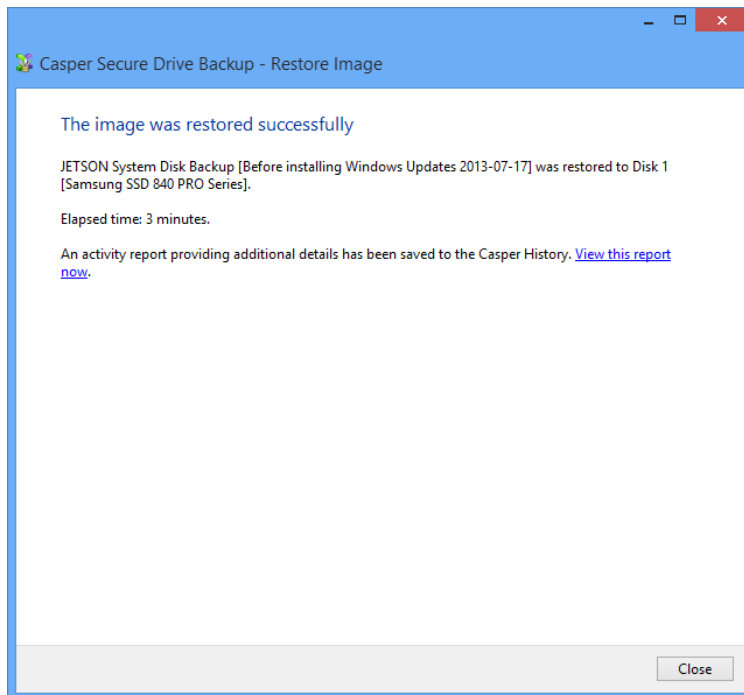 Casper Secure Drive Backup - Restore Image
The image was restored successfully
JETSON System Disk Backup [Before installing Windows Updates 2013-07-17] was restored to Disk 1
[Samsung SSD 840 PRO Series].
Elapsed time: 3 minutes.
An activity report providing additional details has been saved to the Casper History. View this report
now.
Close